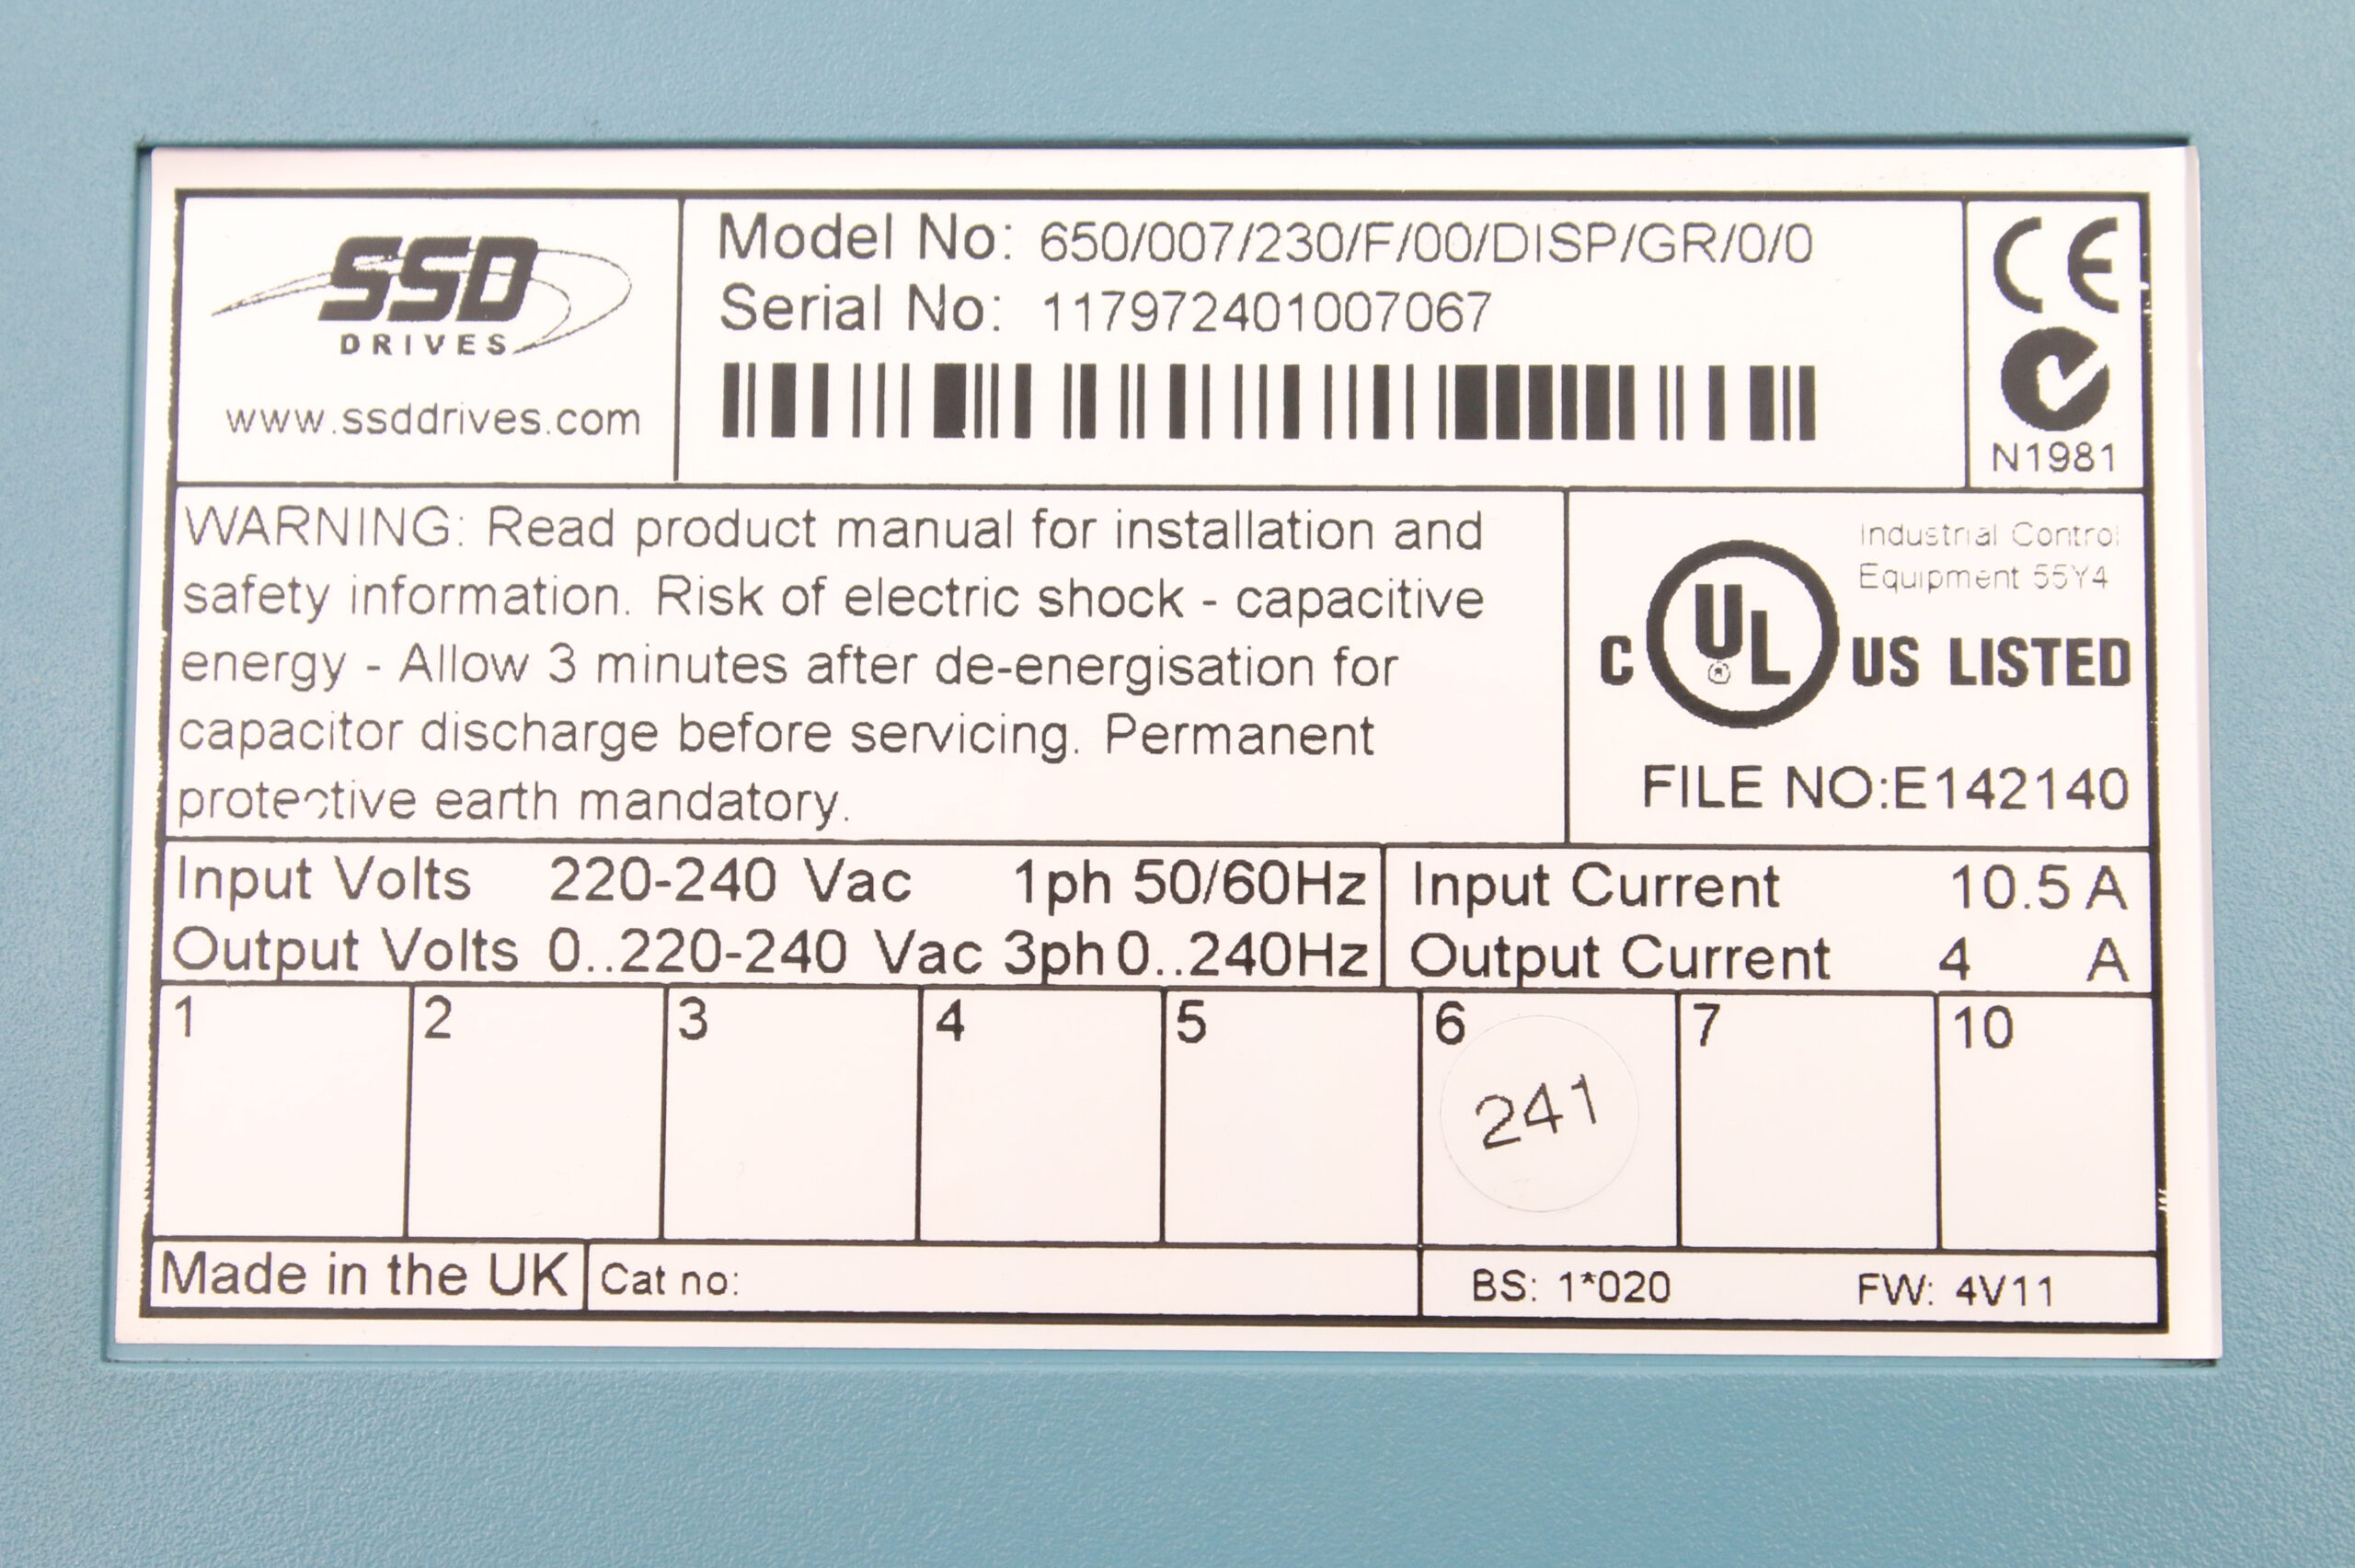 SSD
DRIVES
www.ssddrives.com
Model No: 650/007/230/F/00/DISP/GR/0/0
Serial No: 117972401007067
CE
N1981
WARNING: Read product manual for installation and
safety information. Risk of electric shock - capacitive
energy - Allow 3 minutes after de-energisation for
capacitor discharge before servicing. Permanent
protective earth mandatory.
Industrial Control
Equipment 55Y4
C UL ® US LISTED
FILE NO:E142140
Input Volts 220-240 Vac 1ph 50/60Hz
Output Volts 0..220-240 Vac 3ph 0..240Hz
Input Current 10.5 A
Output Current 4 A
1 2 3 4 5 6 7 10
241
Made in the UK
Cat no:
BS: 1*020 FW: 4V11